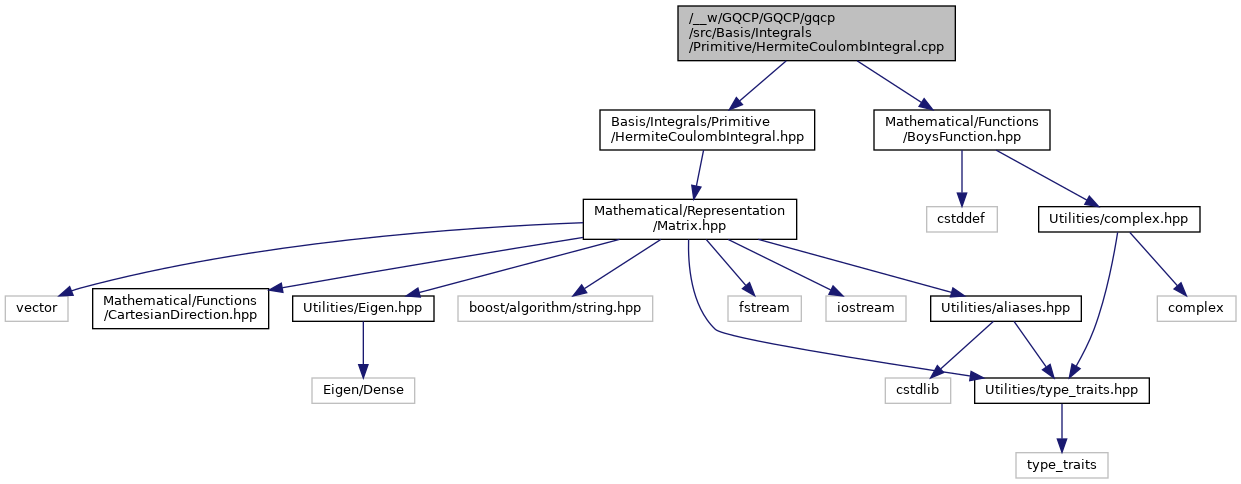 /__w/GQCP/GQCP/gqcp
/src/Basis/Integrals
/Primitive/HermiteCoulombIntegral.cpp
Basis/Integrals/Primitive
/HermiteCoulombIntegral.hpp
Mathematical/Functions
/BoysFunction.hpp
Mathematical/Representation
/Matrix.hpp
cstddef
Utilities/complex.hpp
vector
Mathematical/Functions
/CartesianDirection.hpp
Utilities/Eigen.hpp
boost/algorithm/string.hpp
fstream
iostream
Utilities/aliases.hpp
complex
Eigen/Dense
cstdlib
Utilities/type_traits.hpp
type_traits